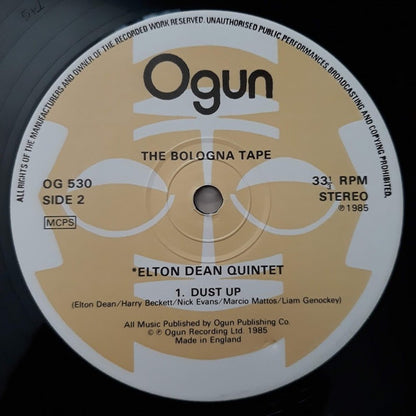 ALL RIGHTS OF THE MANUFACTURERS AND OWNER OF THE RECORDED WORK RESERVED. UNAUTHORISED PUBLIC PERFORMANCES, BROADCASTING AND COPYING PROHIBITED.
Ogun
THE BOLOGNA TAPE
OG 530
SIDE 2
MCPS
33⅓ RPM
STEREO
℗1985
*ELTON DEAN QUINTET
1. DUST UP
(Elton Dean/Harry Beckett/Nick Evans/Marcio Mattos/Liam Genockey)
All Music Published by Ogun Publishing Co.
© ℗ Ogun Recording Ltd. 1985
Made in England